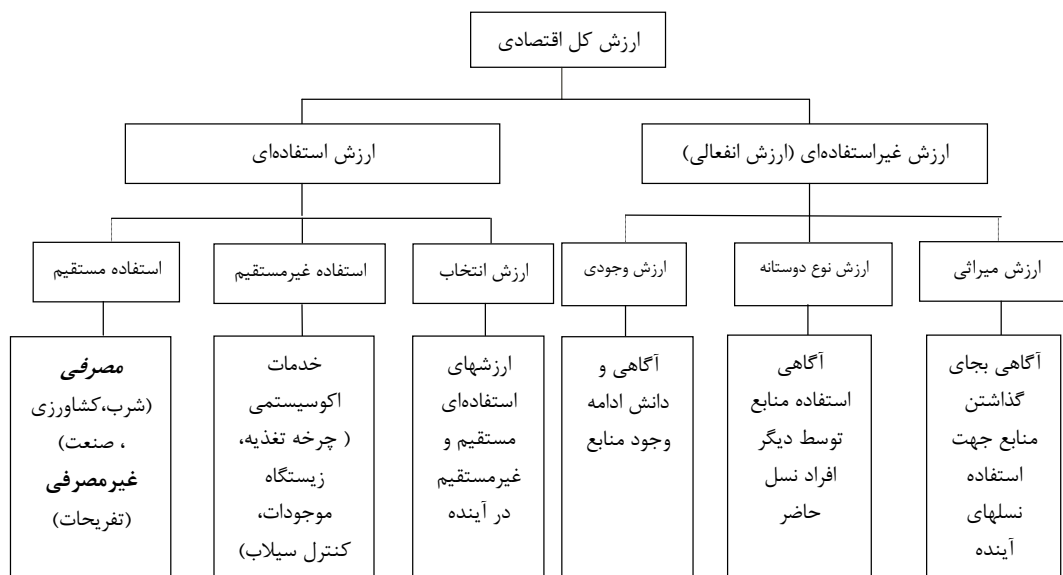 ارزش کل اقتصادی
ارزش غیراستفاده‌ای (ارزش انفعالی)
ارزش استفاده‌ای
ارزش میراثی
ارزش نوع دوستانه
ارزش وجودی
ارزش انتخاب
استفاده غیرمستقیم
استفاده مستقیم
آگاهی بجای
گذاشتن
منابع جهت
استفاده
نسلهای
آینده
آگاهی
استفاده منابع
توسط دیگر
افراد نسل
حاضر
آگاهی و
دانش ادامه
وجود منابع
ارزشهای
استفاده‌ای
مستقیم و
غیرمستقیم
در آینده
خدمات
اکوسیستمی
( چرخه تغذیه،
زیستگاه
موجودات،
کنترل سیلاب)
مصرفی
(شرب،کشاورزی
، صنعت)
غیرمصرفی
(تفریحات)